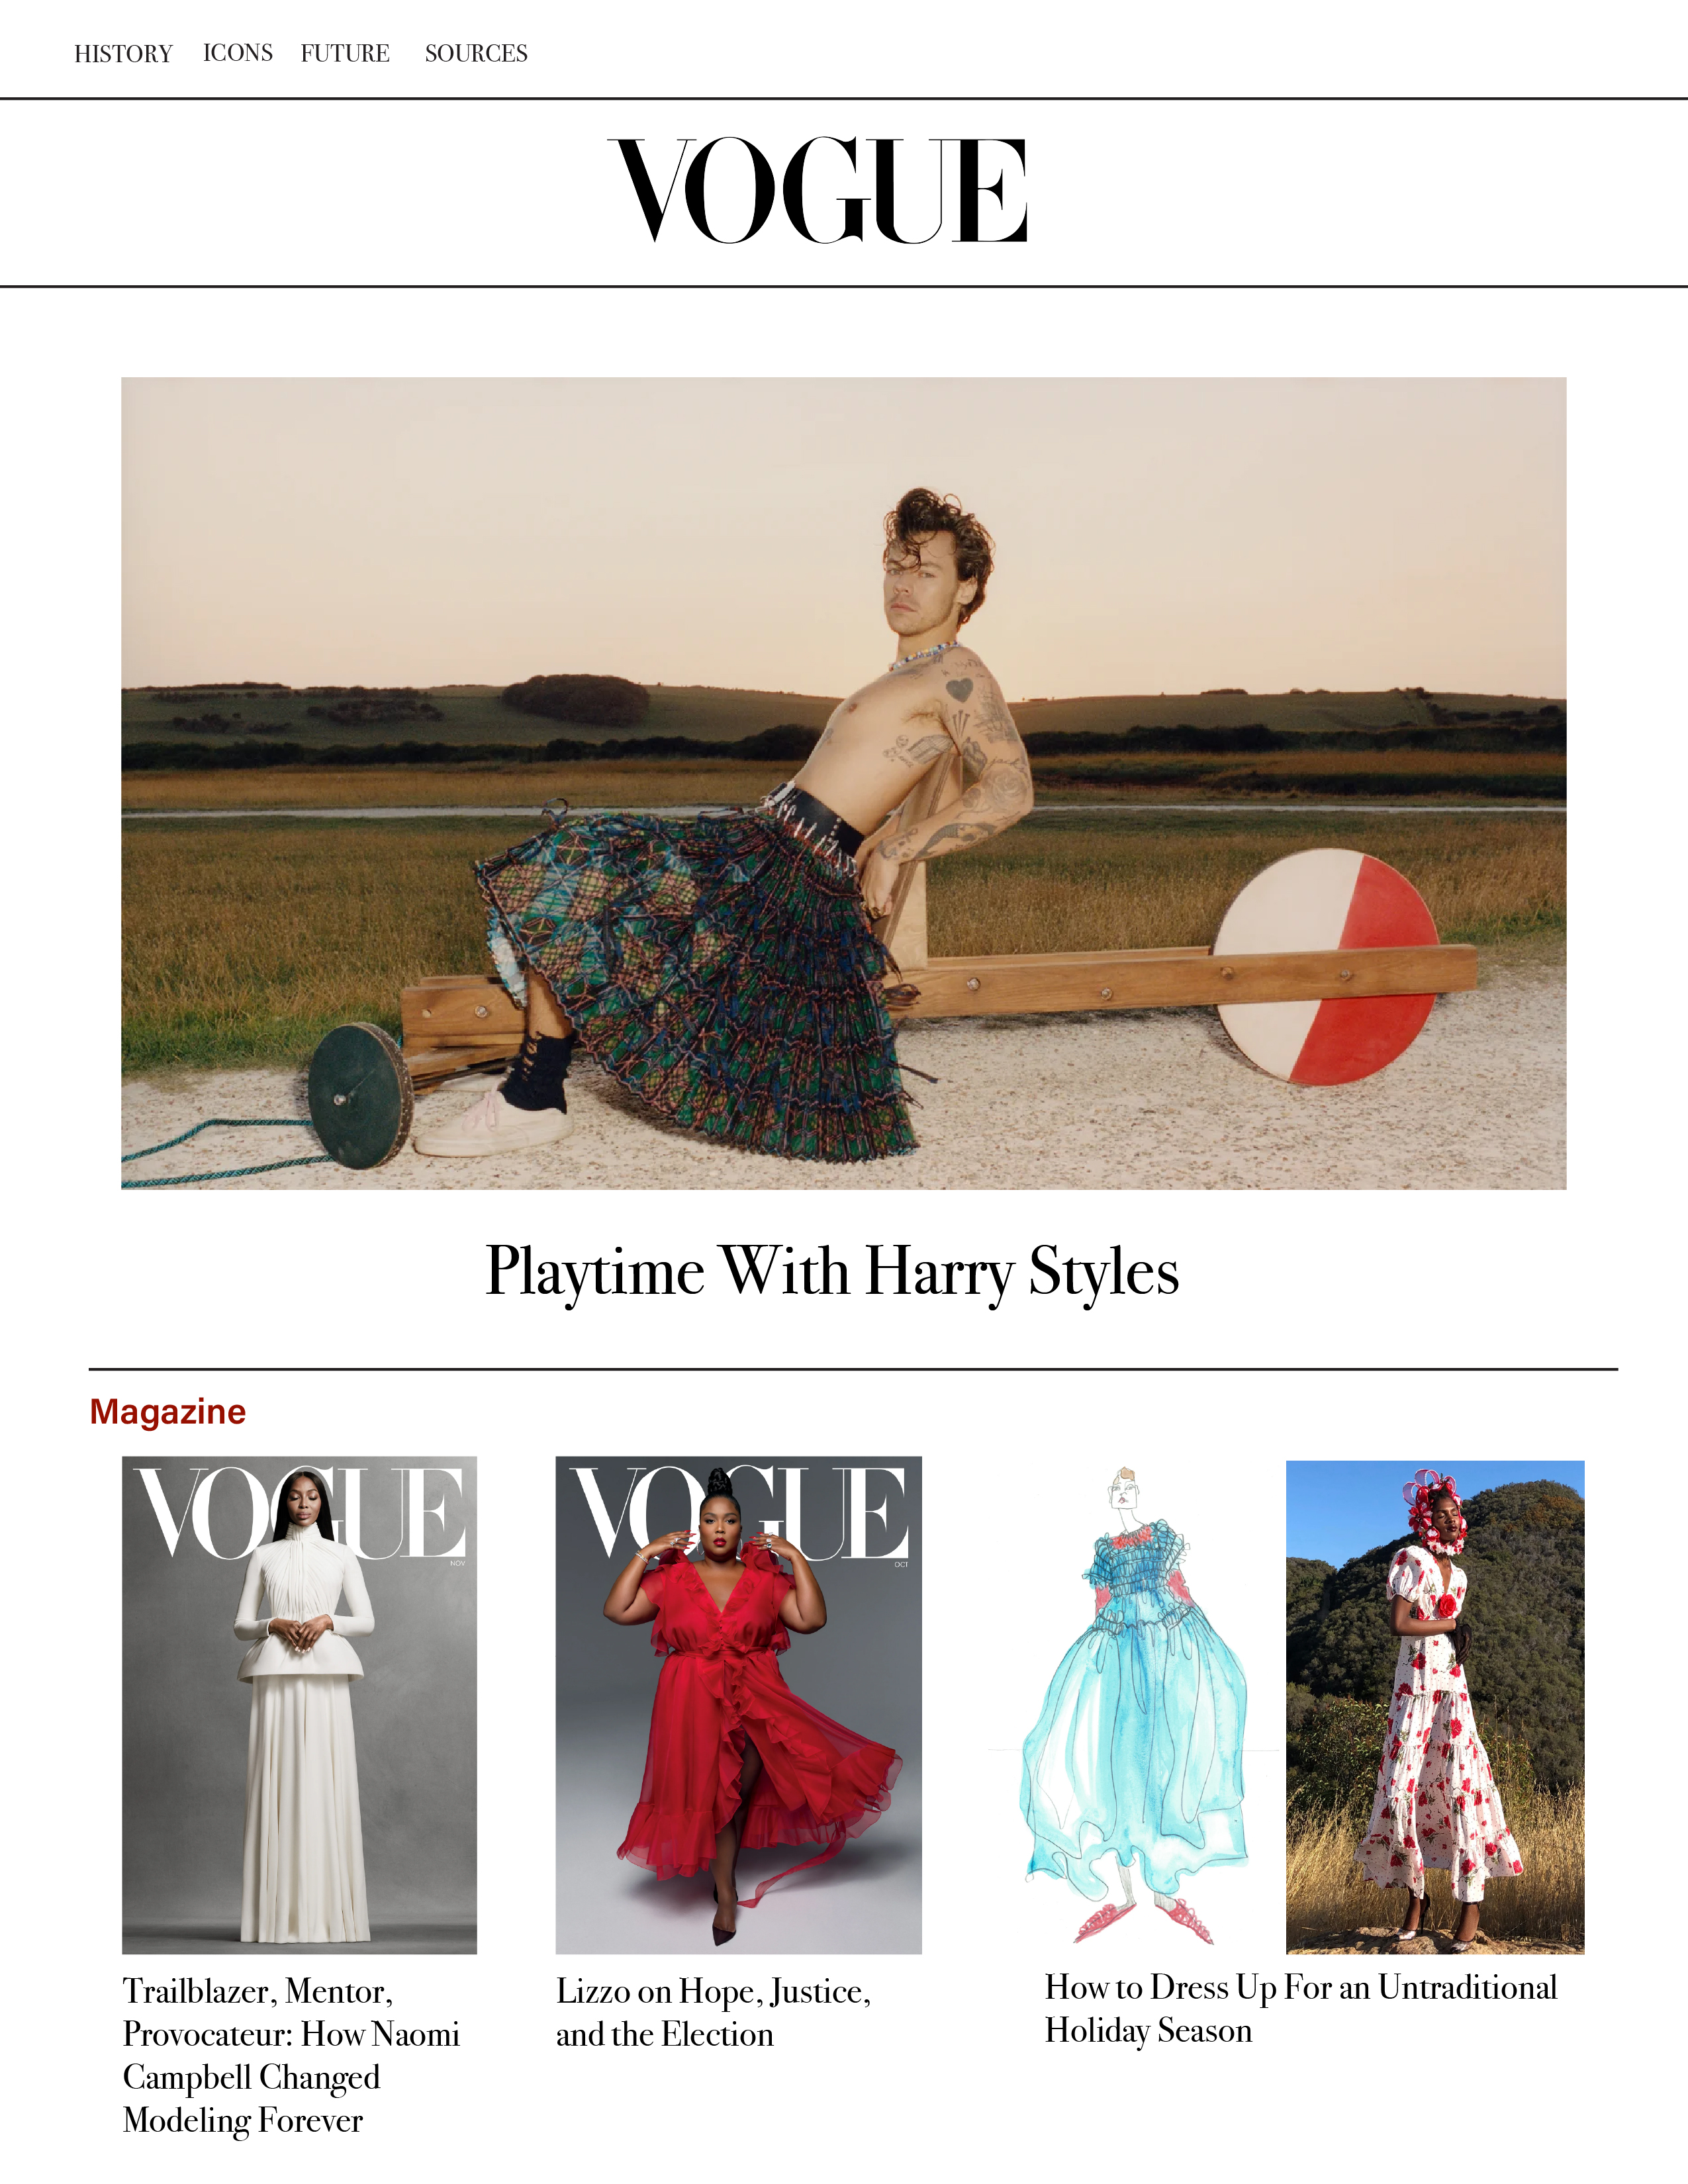 HISTORY ICONS FUTURE SOURCES
VOGUE
Playtime With Harry Styles
Magazine
VOGUE
NOV
Trailblazer, Mentor,
Provocateur: How Naomi
Campbell Changed
Modeling Forever
VOGUE
OCT
Lizzo on Hope, Justice,
and the Election
How to Dress Up For an Untraditional
Holiday Season